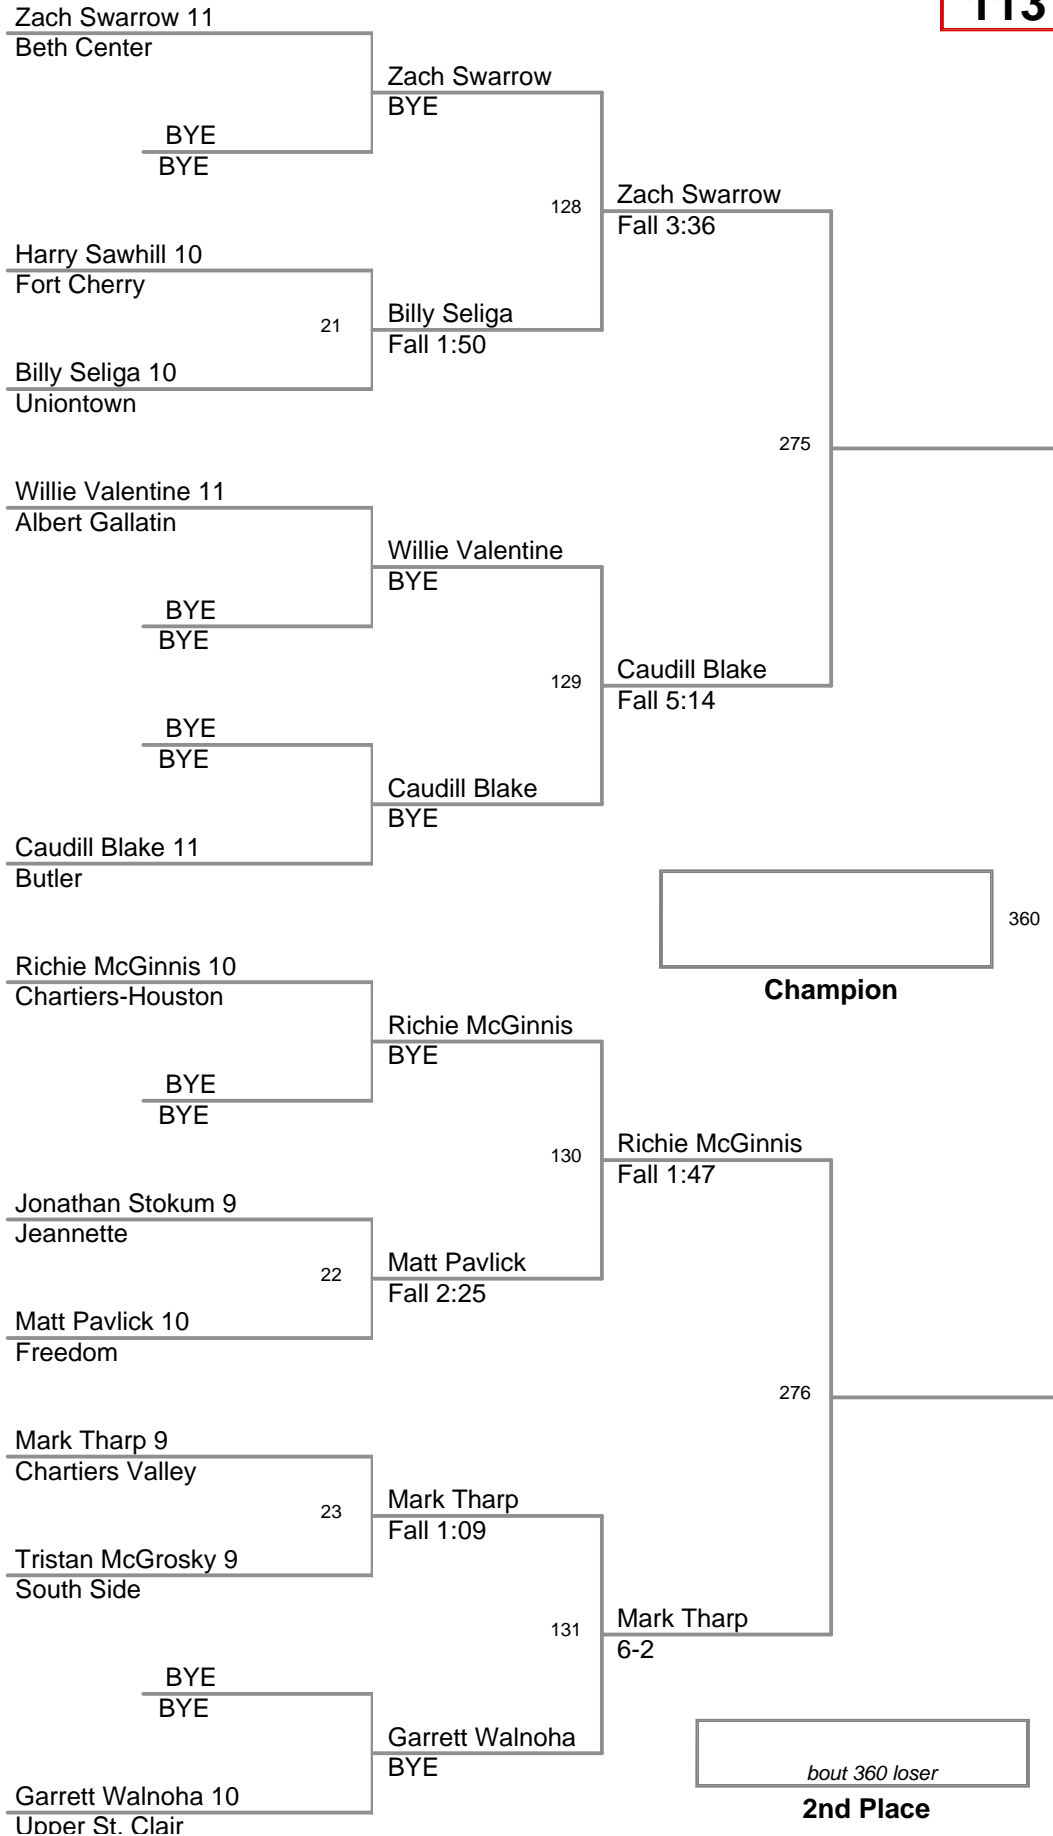 113
Zach Swarrow 11
Beth Center
BYE
BYE
Harry Sawhill 10
Fort Cherry
21
Billy Seliga 10
Uniontown
Willie Valentine 11
Albert Gallatin
BYE
BYE
BYE
BYE
Caudill Blake 11
Butler
Richie McGinnis 10
Chartiers-Houston
BYE
BYE
Jonathan Stokum 9
Jeannette
22
Matt Pavlick 10
Freedom
Mark Tharp 9
Chartiers Valley
23
Tristan McGrosky 9
South Side
BYE
BYE
Garrett Walnoha 10
Upper St. Clair
Zach Swarrow
BYE
128
Billy Seliga
Fall 1:50
Willie Valentine
BYE
129
Caudill Blake
BYE
Richie McGinnis
BYE
130
Matt Pavlick
Fall 2:25
Mark Tharp
Fall 1:09
131
Garrett Walnoha
BYE
Zach Swarrow
Fall 3:36
275
Caudill Blake
Fall 5:14
Richie McGinnis
Fall 1:47
276
Mark Tharp
6-2
360
Champion
bout 360 loser
2nd Place